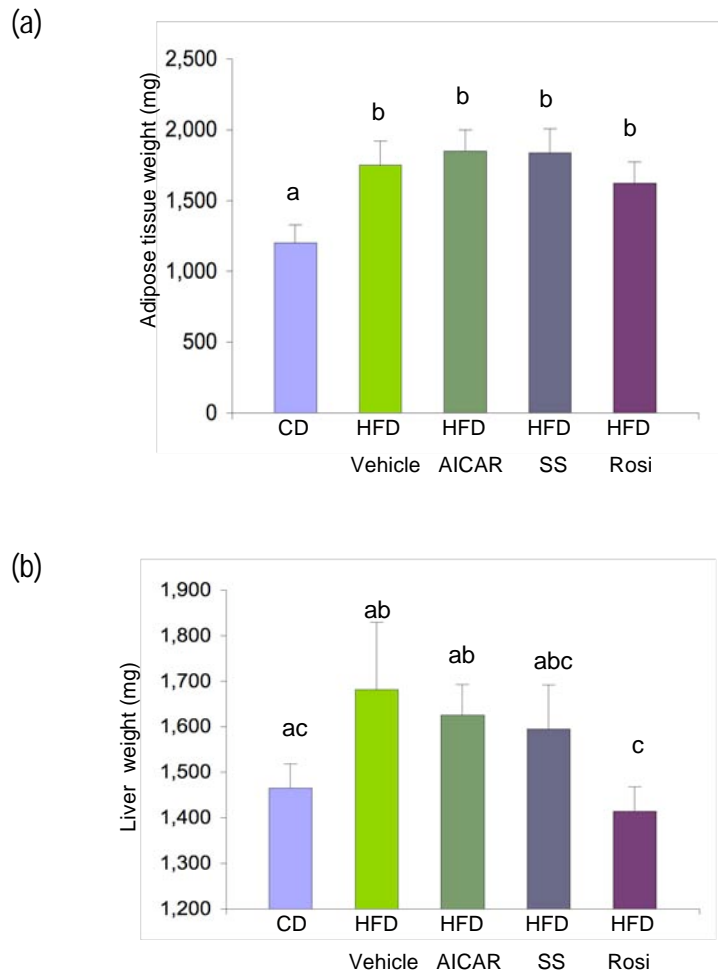 (a)
Adipose tissue weight (mg)
2,500
2,000
1,500
1,000
500
0
a
b
b
b
b
CD HFD HFD HFD HFD
Vehicle AICAR SS Rosi
(b)
Liver weight (mg)
1,900
1,800
1,700
1,600
1,500
1,400
1,300
1,200
ac
ab
ab
abc
c
CD HFD HFD HFD HFD
Vehicle AICAR SS Rosi